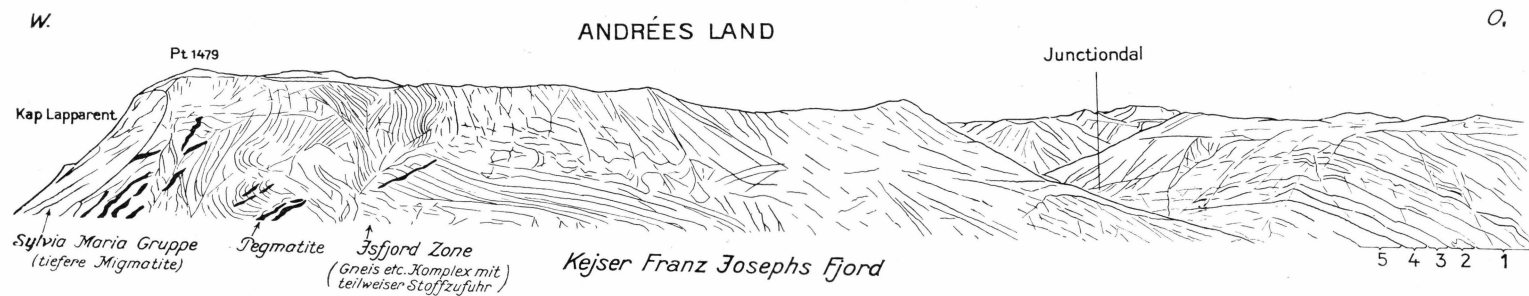 W.
ANDRÉES LAND
O.
Pt 1479
Junctiondal
Kap Lapparent
Sylvia Maria Gruppe
(tiefere Migmatite)
Pegmatite
Jsfjord Zone
(Gneis etc. Komplex mit
teilweiser Stoffzufuhr)
Kejser Franz Josephs Fjord
5 4 3 2 1